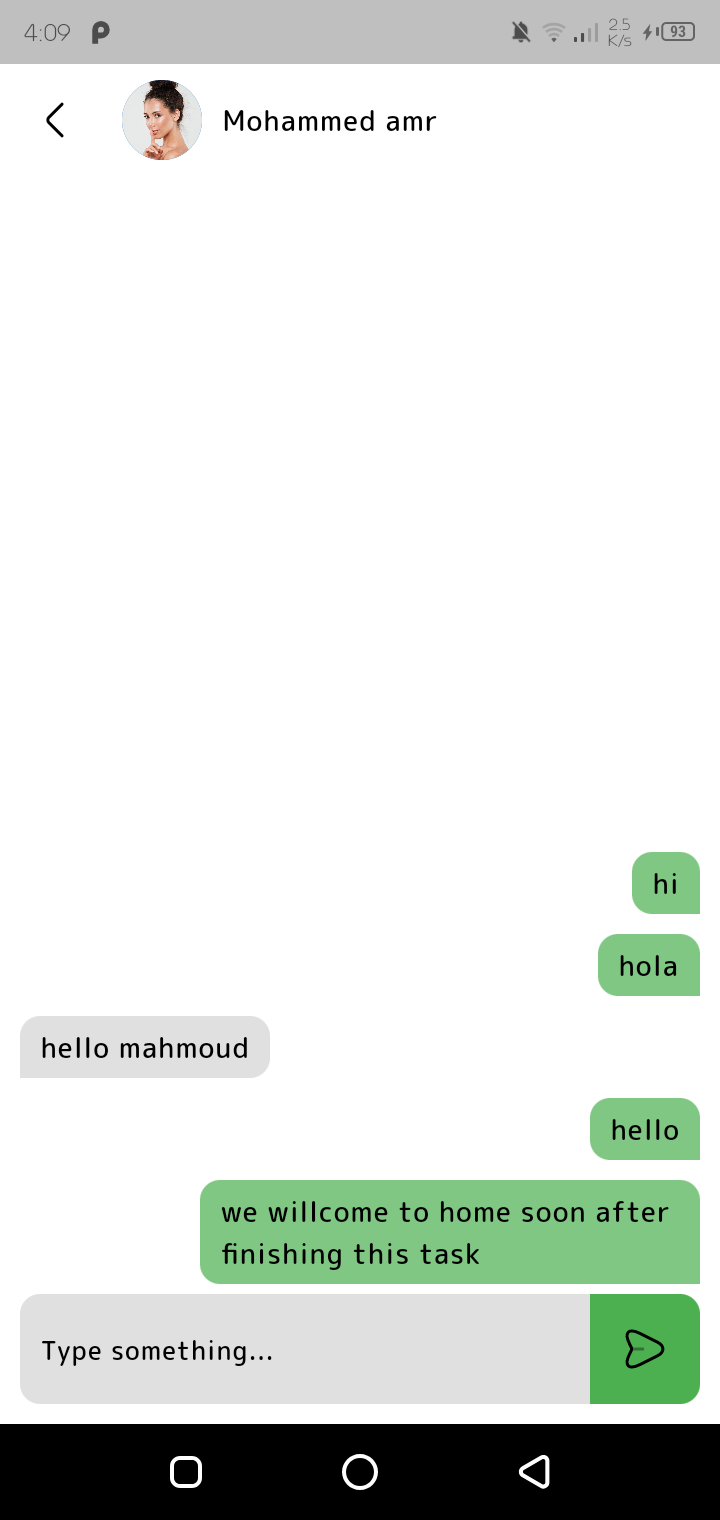 4:09
2.5
K/s
93
Mohammed amr
hi
hola
hello mahmoud
hello
we willcome to home soon after
finishing this task
Type something...